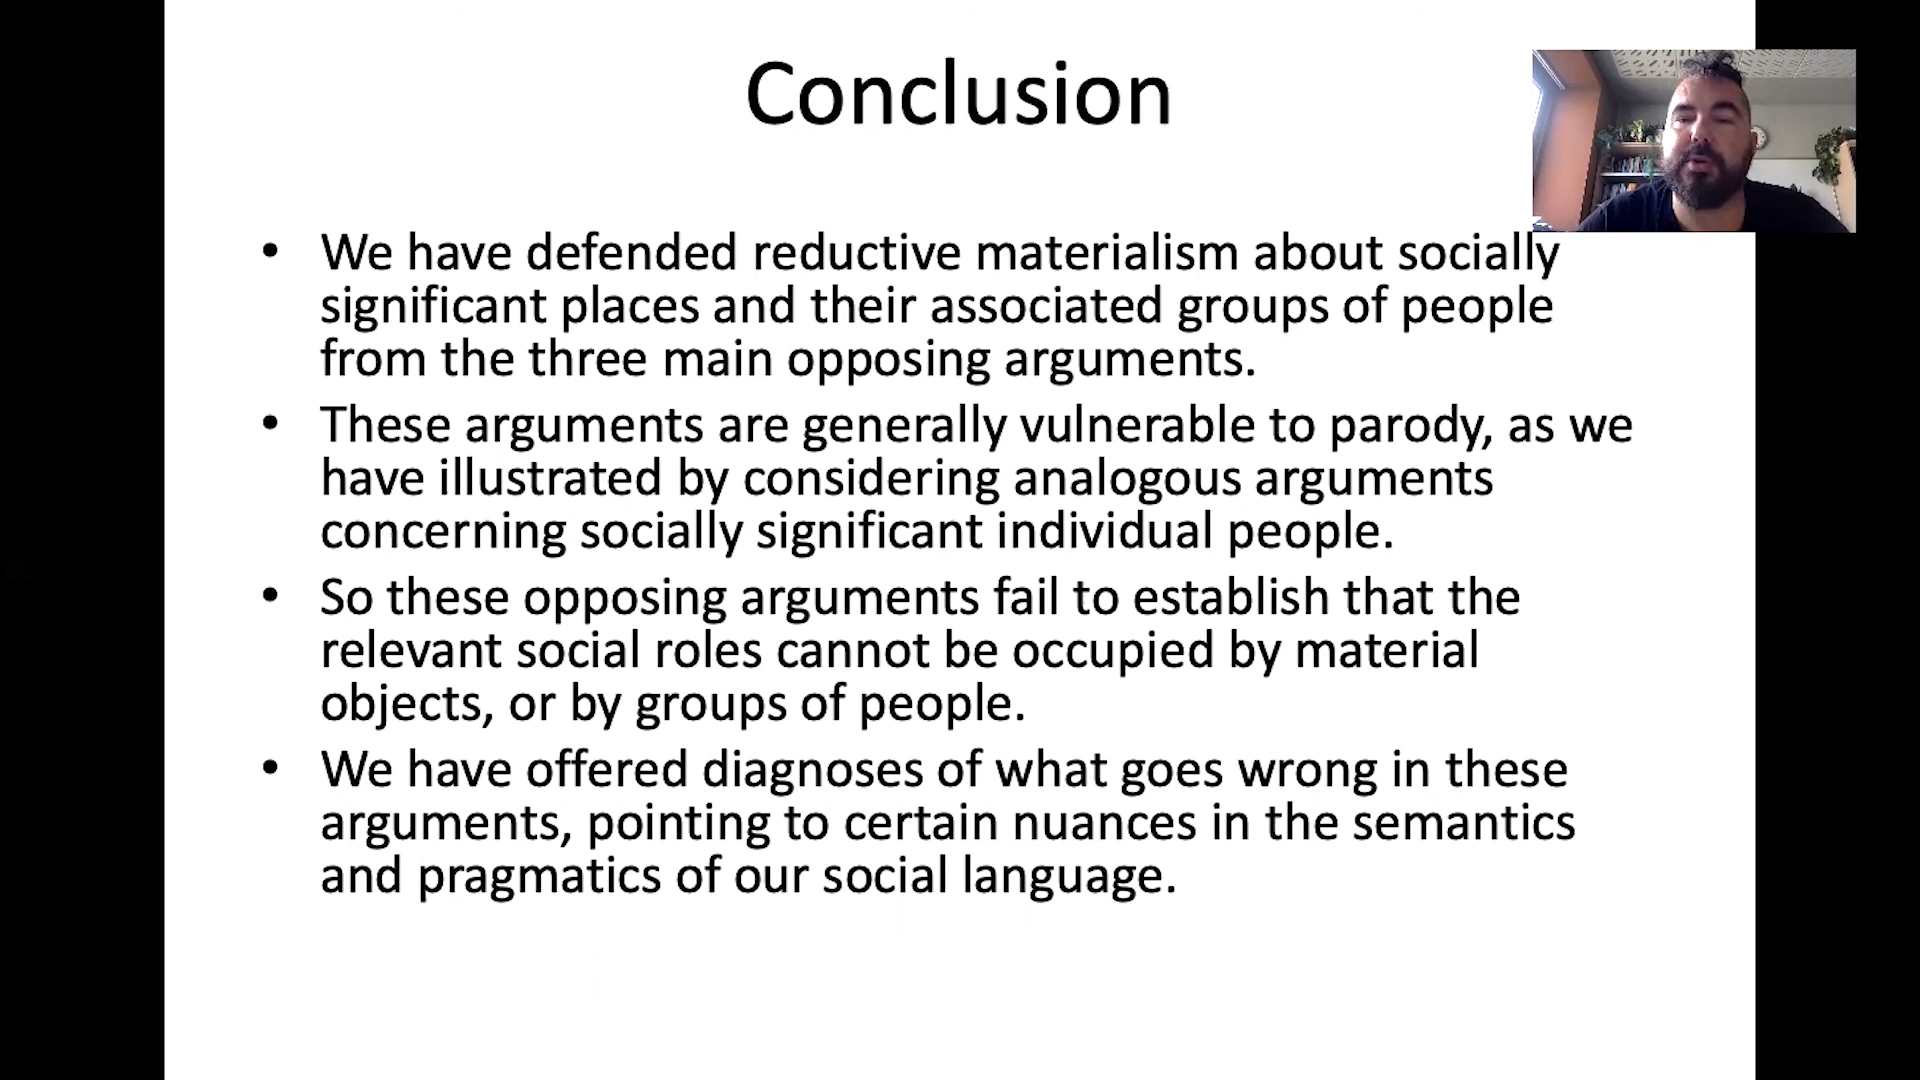 Conclusion
• We have defended reductive materialism about socially
significant places and their associated groups of people
from the three main opposing arguments.
• These arguments are generally vulnerable to parody, as we
have illustrated by considering analogous arguments
concerning socially significant individual people.
• So these opposing arguments fail to establish that the
relevant social roles cannot be occupied by material
objects, or by groups of people.
• We have offered diagnoses of what goes wrong in these
arguments, pointing to certain nuances in the semantics
and pragmatics of our social language.